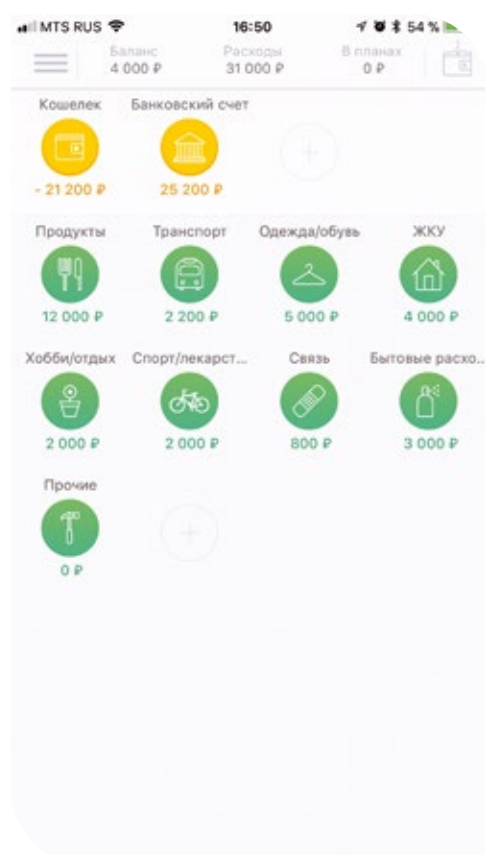 MTS RUS 16:50 54 %
Баланс Расходы В планах
4 000 ₽ 31 000 ₽ 0 ₽
Кошелек Банковский счет
- 21 200 ₽ 25 200 ₽
Продукты Транспорт Одежда/обувь ЖКУ
12 000 ₽ 2 200 ₽ 5 000 ₽ 4 000 ₽
Хобби/отдых Спорт/лекарст... Связь Бытовые расхо...
2 000 ₽ 2 000 ₽ 800 ₽ 3 000 ₽
Прочие
0 ₽